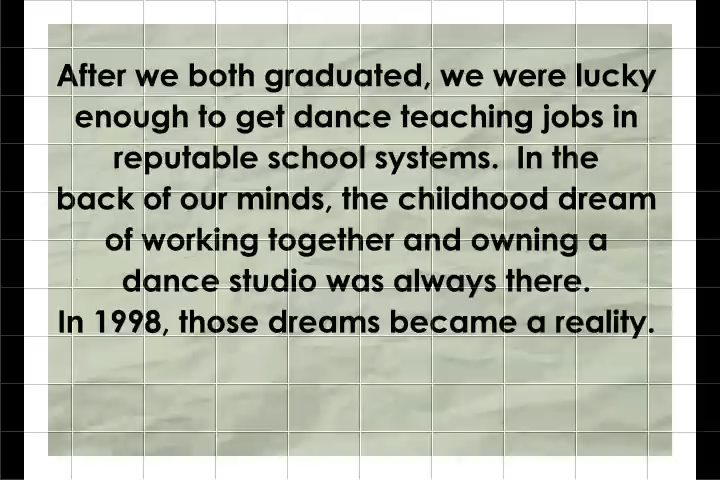 After we both graduated, we were lucky
enough to get dance teaching jobs in
reputable school systems.  In the
back of our minds, the childhood dream
of working together and owning a
dance studio was always there.
In 1998, those dreams became a reality.